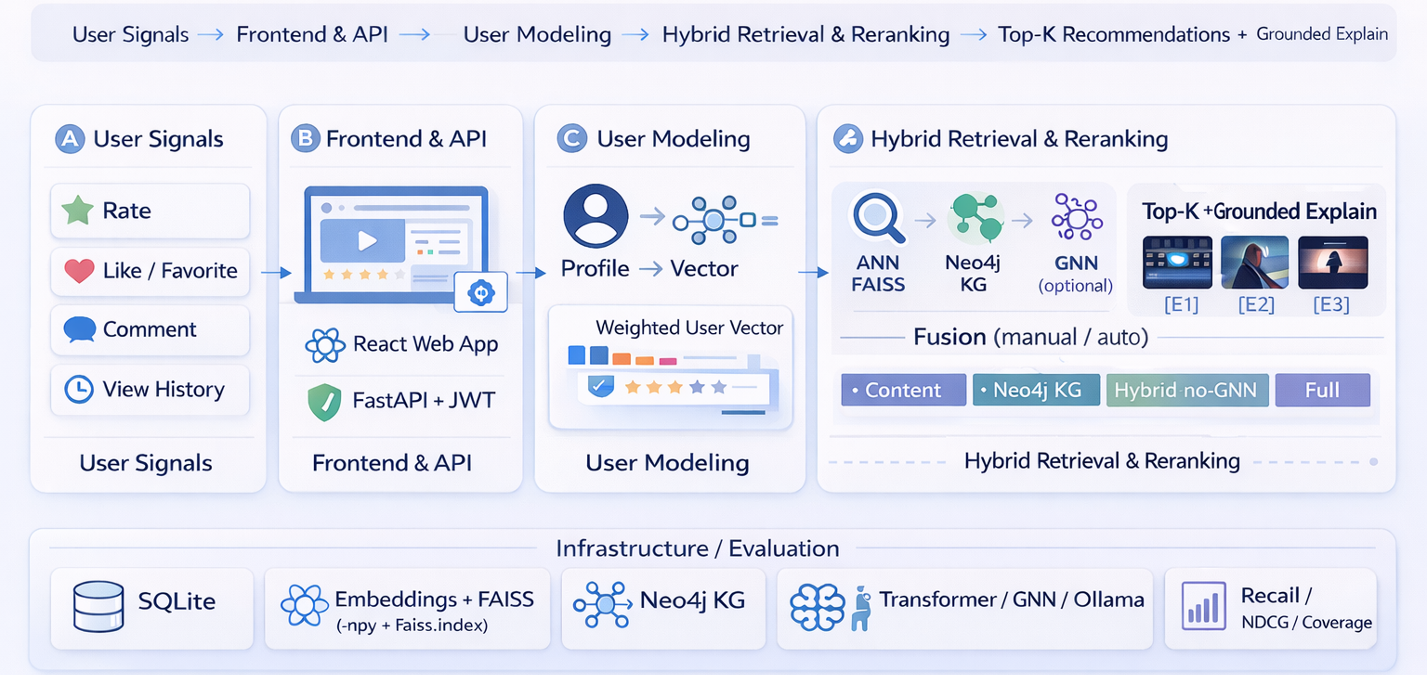 User Signals → Frontend & API → User Modeling → Hybrid Retrieval & Reranking → Top-K Recommendations + Grounded Explain
A User Signals
Rate
Like / Favorite
Comment
View History
User Signals
B Frontend & API
React Web App
FastAPI + JWT
Frontend & API
C User Modeling
Profile → Vector
Weighted User Vector
User Modeling
Hybrid Retrieval & Reranking
ANN
FAISS
Neo4j
KG
GNN
(optional)
Top-K +Grounded Explain
[E1] [E2] [E3]
Fusion (manual / auto)
• Content • Neo4j KG Hybrid no-GNN Full
Hybrid Retrieval & Reranking
Infrastructure / Evaluation
SQLite
Embeddings + FAISS
(-npy + Faiss.index)
Neo4j KG
Transformer / GNN / Ollama
Recail /
NDCG / Coverage